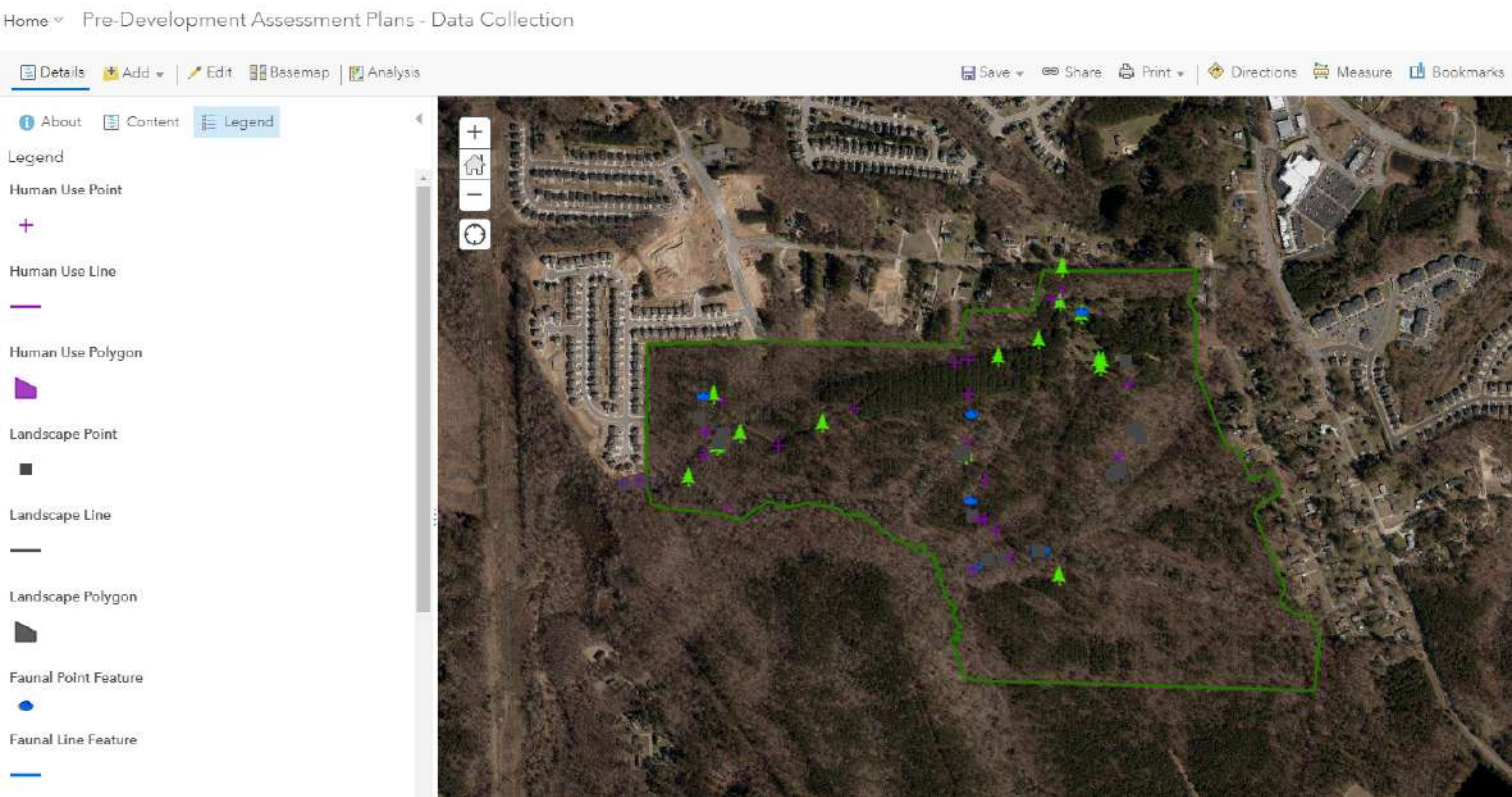 Home Pre-Development Assessment Plans - Data Collection
Details Add Edit Basemap Analysis Save Share Print Directions Measure Bookmarks
About Content Legend
Legend
Human Use Point
Human Use Line
Human Use Polygon
Landscape Point
Landscape Line
Landscape Polygon
Faunal Point Feature
Faunal Line Feature